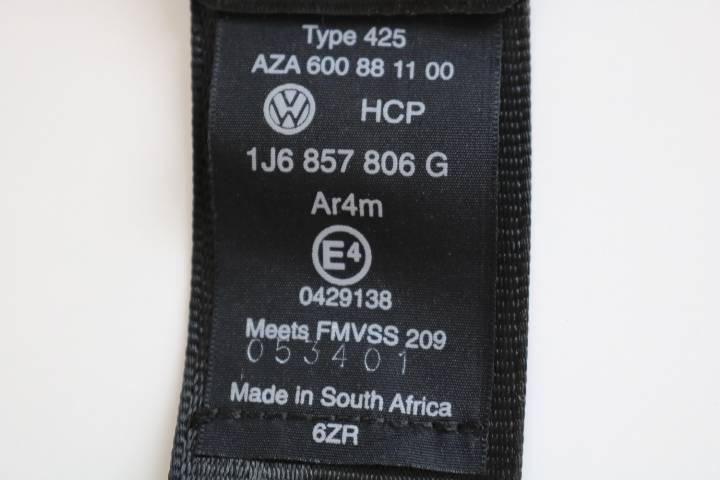 Type 425
AZA 600 88 11 00
VW HCP
1J6 857 806 G
Ar4m
E4
0429138
Meets FMVSS 209
053401
Made in South Africa
6ZR